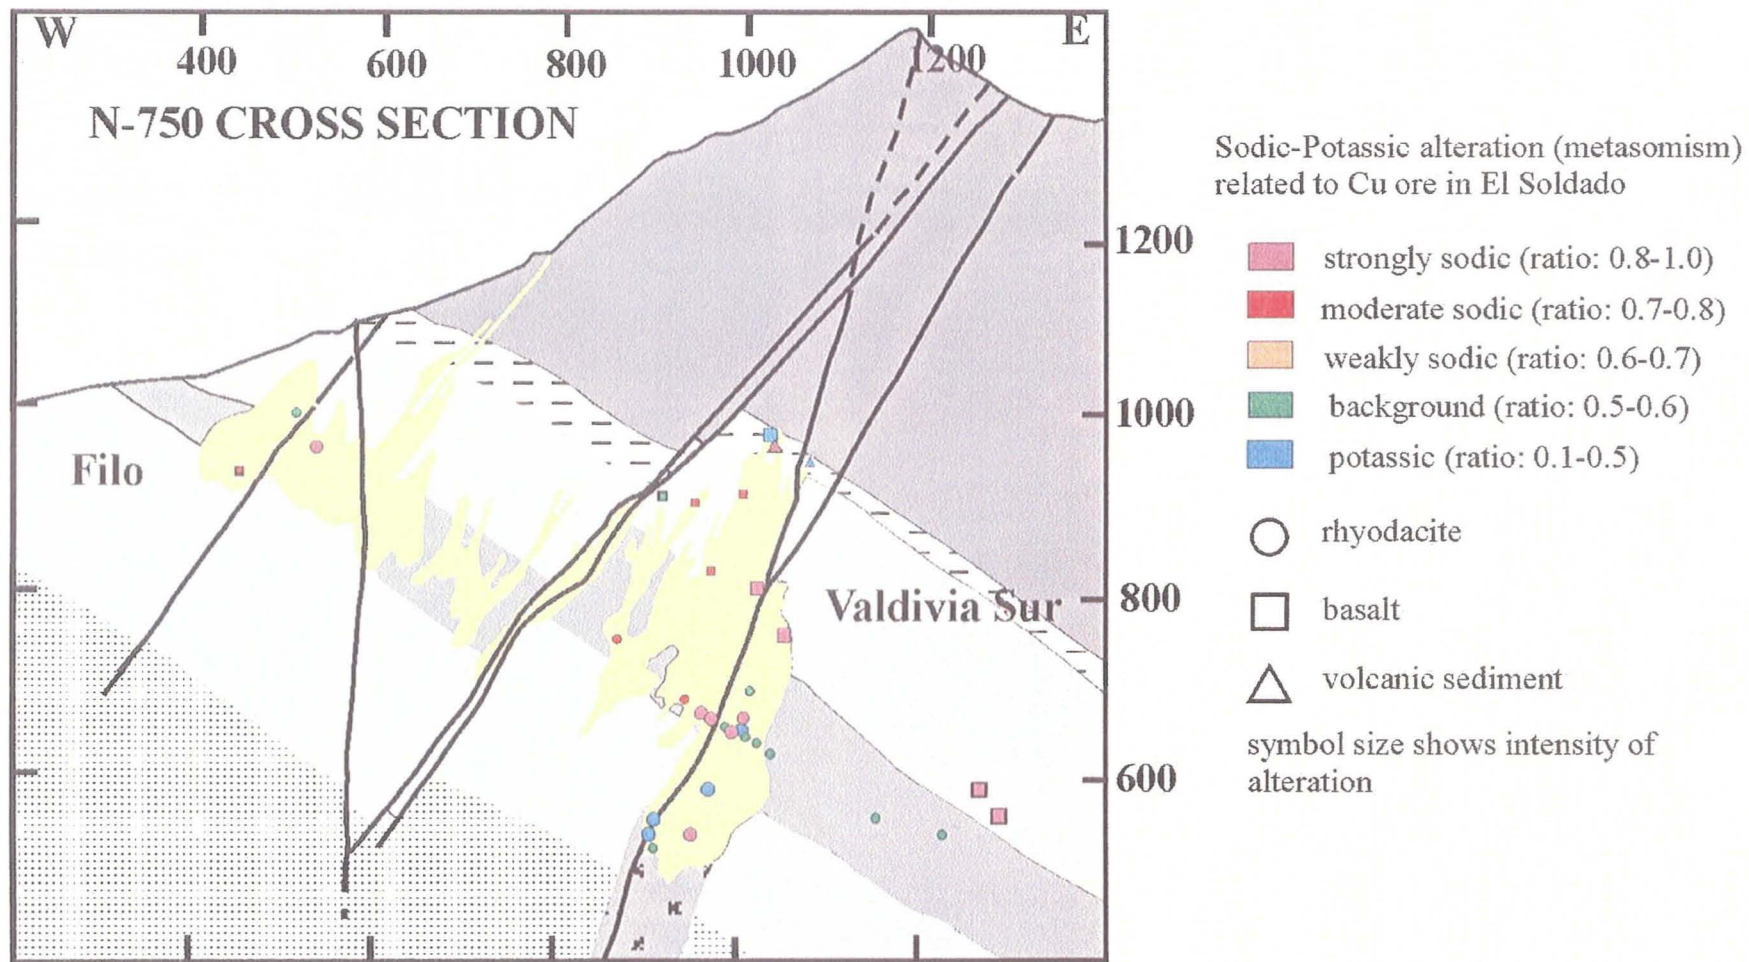 W
E
400
600
800
1000
1200
N-750 CROSS SECTION
1200
1000
800
600
Filo
Valdivia Sur
Sodic-Potassic alteration (metasomism)
related to Cu ore in El Soldado
strongly sodic (ratio: 0.8-1.0)
moderate sodic (ratio: 0.7-0.8)
weakly sodic (ratio: 0.6-0.7)
background (ratio: 0.5-0.6)
potassic (ratio: 0.1-0.5)
rhyodacite
basalt
volcanic sediment
symbol size shows intensity of
alteration